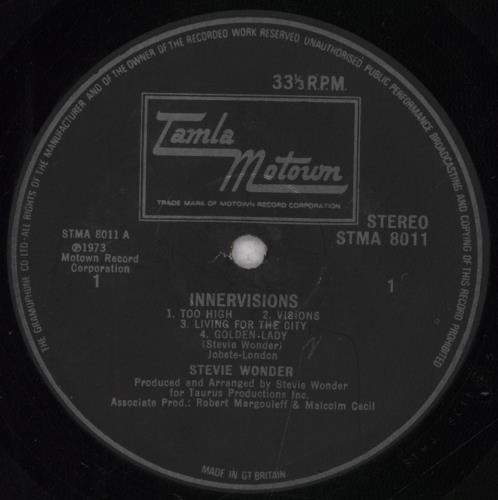 THE GRAMOPHONE CO LTD-ALL RIGHTS OF THE MANUFACTURER AND OF THE OWNER OF THE RECORDED WORK RESERVED UNAUTHORISED PUBLIC PERFORMANCE BROADCASTING AND COPYING OF THIS RECORD PROHIBITED
33⅓ R.P.M.
Tamla
Motown
TRADE MARK OF MOTOWN RECORD CORPORATION
STEREO
STMA 8011
STMA 8011 A
℗1973
Motown Record
Corporation
1
1
INNERVISIONS
1. TOO HIGH 2. VISIONS
3. LIVING FOR THE CITY
4. GOLDEN LADY
(Stevie Wonder)
Jobete-London
STEVIE WONDER
Produced and Arranged by Stevie Wonder
for Taurus Productions Inc.
Associate Prod.: Robert Margouleff & Malcolm Cecil
MADE IN GT BRITAIN